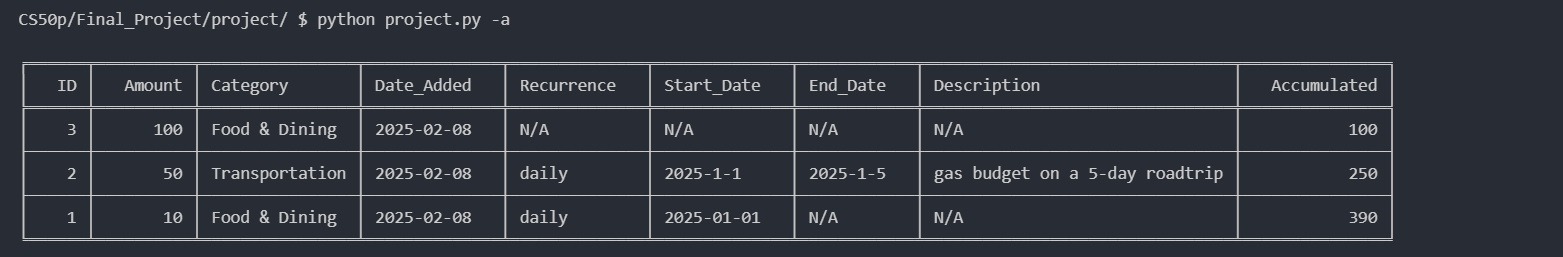 CS50p/Final_Project/project/ $ python project.py -a
ID Amount Category Date_Added Recurrence Start_Date End_Date Description Accumulated
3 100 Food & Dining 2025-02-08 N/A N/A N/A N/A 100
2 50 Transportation 2025-02-08 daily 2025-1-1 2025-1-5 gas budget on a 5-day roadtrip 250
1 10 Food & Dining 2025-02-08 daily 2025-01-01 N/A N/A 390